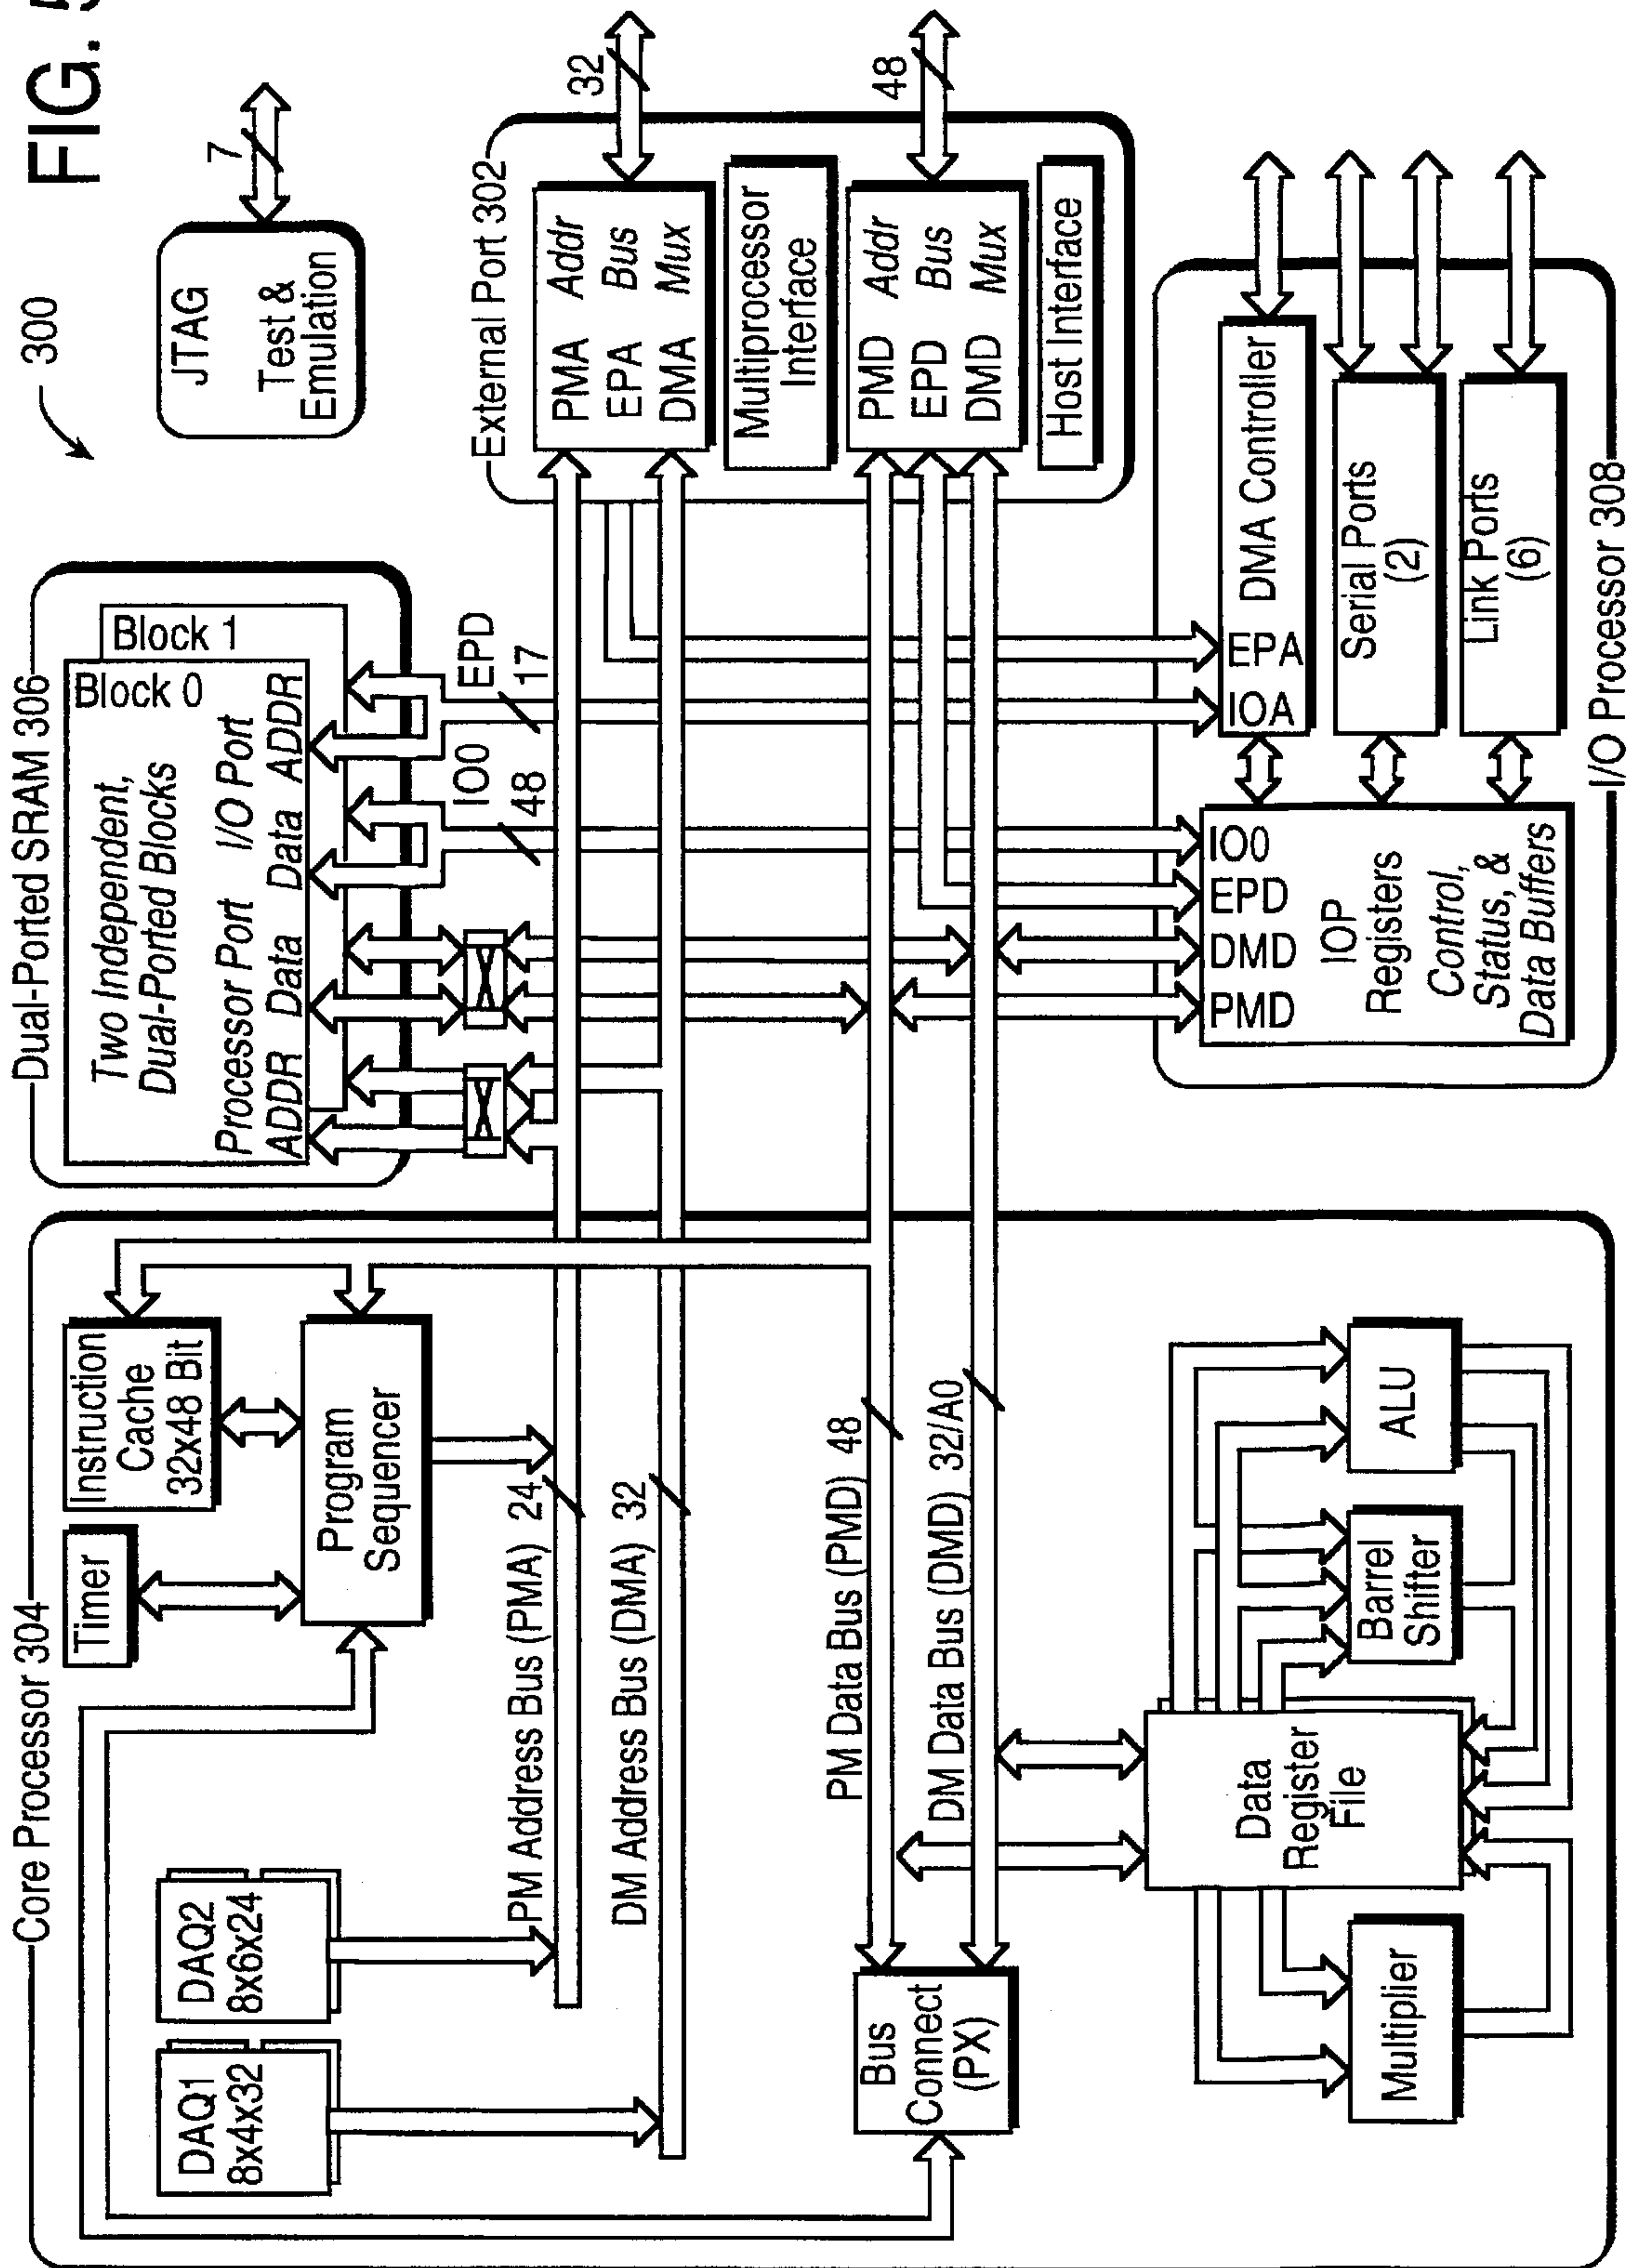 FIG. 5
300
Core Processor 304
DAQ1
8x4x32
DAQ2
8x6x24
Timer
Instruction
Cache
32x48 Bit
Program
Sequencer
PM Address Bus (PMA) 24
DM Address Bus (DMA) 32
PM Data Bus (PMD) 48
DM Data Bus (DMD) 32/A0
Bus
Connect
(PX)
Data
Register
File
Multiplier
Barrel
Shifter
ALU
Dual-Ported SRAM 306
Two Independent,
Dual-Ported Blocks
Block 0
Block 1
Processor Port I/O Port
ADDR Data Data ADDR
IO0
48
EPD
17
JTAG
Test &
Emulation
7
External Port 302
PMA Addr
EPA Bus
DMA Mux
32
Multiprocessor
Interface
PMD Addr
EPD Bus
DMD Mux
48
Host Interface
PMD DMD EPD IO0
IOP
Registers
Control,
Status, &
Data Buffers
IOA EPA
DMA Controller
Serial Ports
(2)
Link Ports
(6)
I/O Processor 308